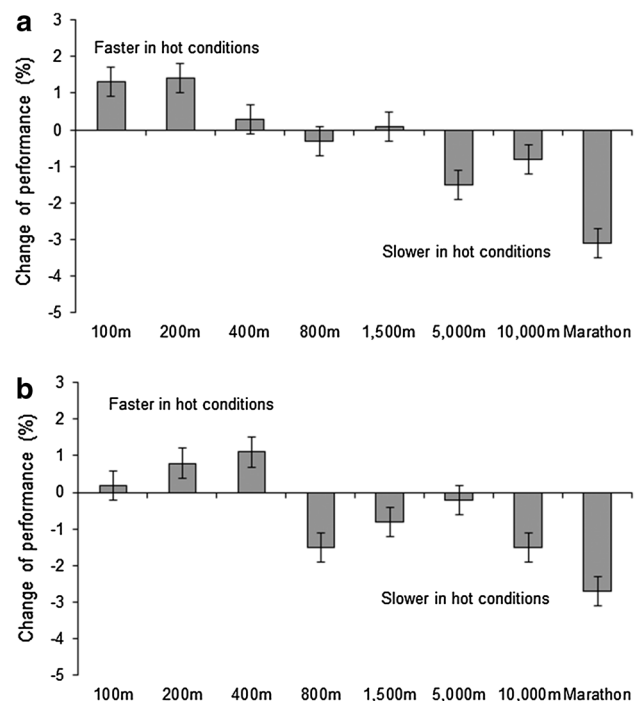 a
Change of performance (%)
3
2
1
0
-1
-2
-3
-4
-5
Faster in hot conditions
Slower in hot conditions
100m 200m 400m 800m 1,500m 5,000m 10,000m Marathon
b
Change of performance (%)
3
2
1
0
-1
-2
-3
-4
-5
Faster in hot conditions
Slower in hot conditions
100m 200m 400m 800m 1,500m 5,000m 10,000m Marathon